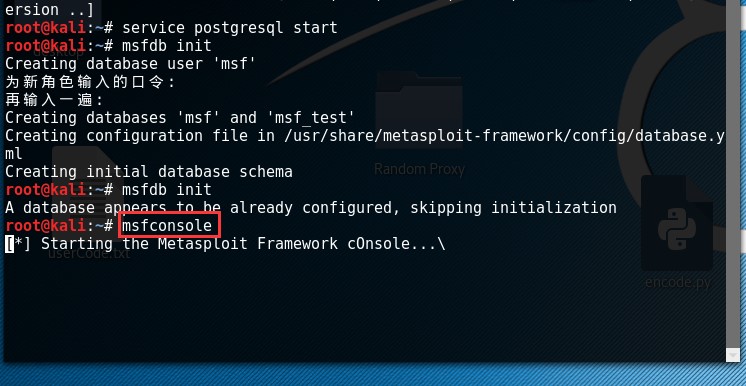 ersion ..]
root@kali:~# service postgresql start
root@kali:~# msfdb init
Creating database user 'msf'
为新角色输入的口令:
再输入一遍:
Creating databases 'msf' and 'msf_test'
Creating configuration file in /usr/share/metasploit-framework/config/database.y
ml
Creating initial database schema
root@kali:~# msfdb init
A database appears to be already configured, skipping initialization
root@kali:~# msfconsole
[*] Starting the Metasploit Framework cOnsole...\
Random Proxy
userCode.txt
encode.py